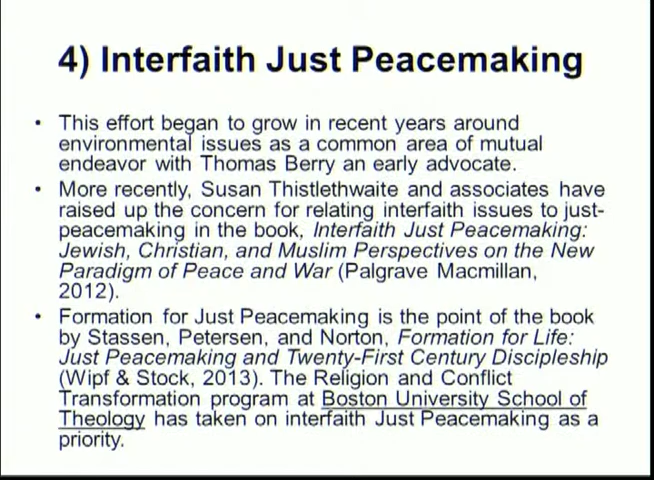 4) Interfaith Just Peacemaking
• This effort began to grow in recent years around
environmental issues as a common area of mutual
endeavor with Thomas Berry an early advocate.
• More recently, Susan Thistlethwaite and associates have
raised up the concern for relating interfaith issues to just-
peacemaking in the book, Interfaith Just Peacemaking:
Jewish, Christian, and Muslim Perspectives on the New
Paradigm of Peace and War (Palgrave Macmillan,
2012).
• Formation for Just Peacemaking is the point of the book
by Stassen, Petersen, and Norton, Formation for Life:
Just Peacemaking and Twenty-First Century Discipleship
(Wipf & Stock, 2013). The Religion and Conflict
Transformation program at Boston University School of
Theology has taken on interfaith Just Peacemaking as a
priority.